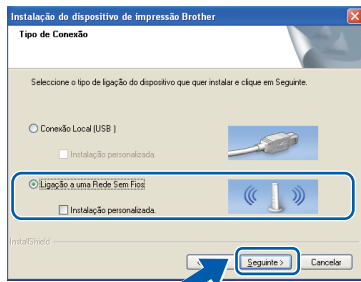 Instalação do dispositivo de impressão Brother
Tipo de Conexão
Seleccione o tipo de ligação do dispositivo que quer instalar e clique em Seguinte.
Conexão Local (USB )
Instalação personalizada.
Ligação a uma Rede Sem Fios
Instalação personalizada.
InstallShield
<
Seguinte >
Cancelar